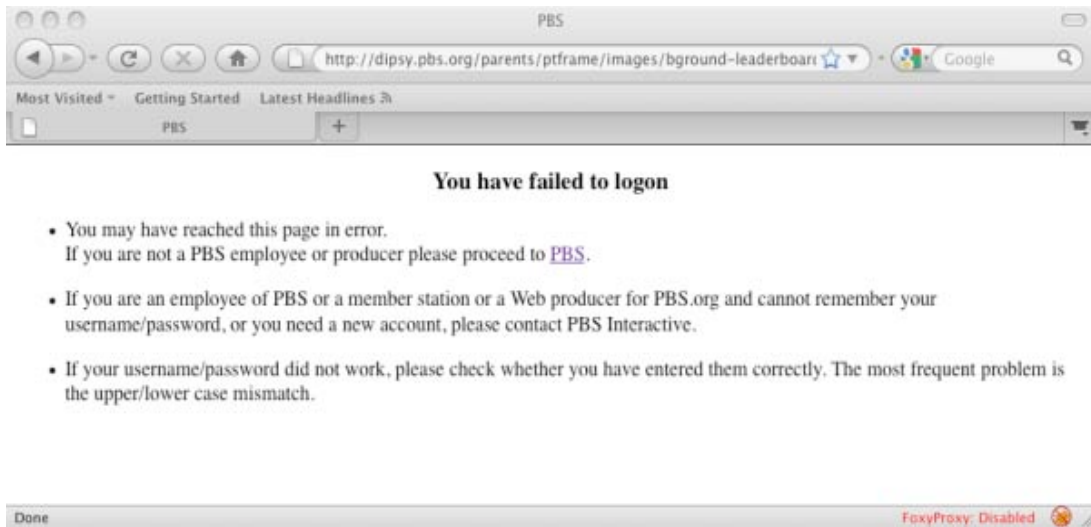 PBS
http://dipsy.pbs.org/parents/ptframe/images/bground-leaderboar
Google
Most Visited Getting Started Latest Headlines
PBS
You have failed to logon
• You may have reached this page in error.
If you are not a PBS employee or producer please proceed to PBS.
• If you are an employee of PBS or a member station or a Web producer for PBS.org and cannot remember your
username/password, or you need a new account, please contact PBS Interactive.
• If your username/password did not work, please check whether you have entered them correctly. The most frequent problem is
the upper/lower case mismatch.
Done FoxyProxy: Disabled